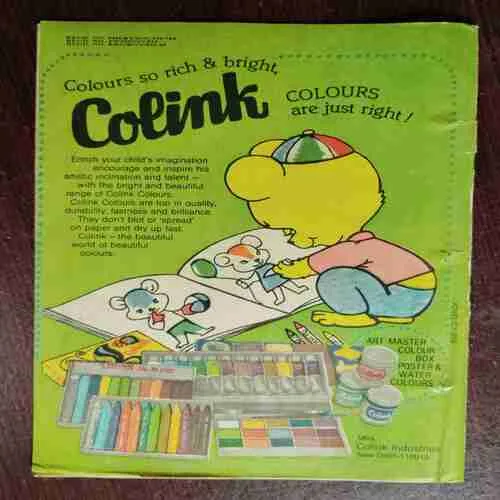 Colours so rich & bright,
Colink COLOURS
are just right!
Enrich your child's imagination
encourage and inspire his
artistic inclination and talent —
with the bright and beautiful
range of Colink Colours.
Colink Colours are top in quality,
durability, fastness and brilliance.
They don't blot or 'spread'
on paper and dry up fast.
Colink – the beautiful
world of beautiful
colours.
ART MASTER
COLOUR
BOX
POSTER &
WATER
COLOURS
Mfrs.
Colink Industries
New Delhi-